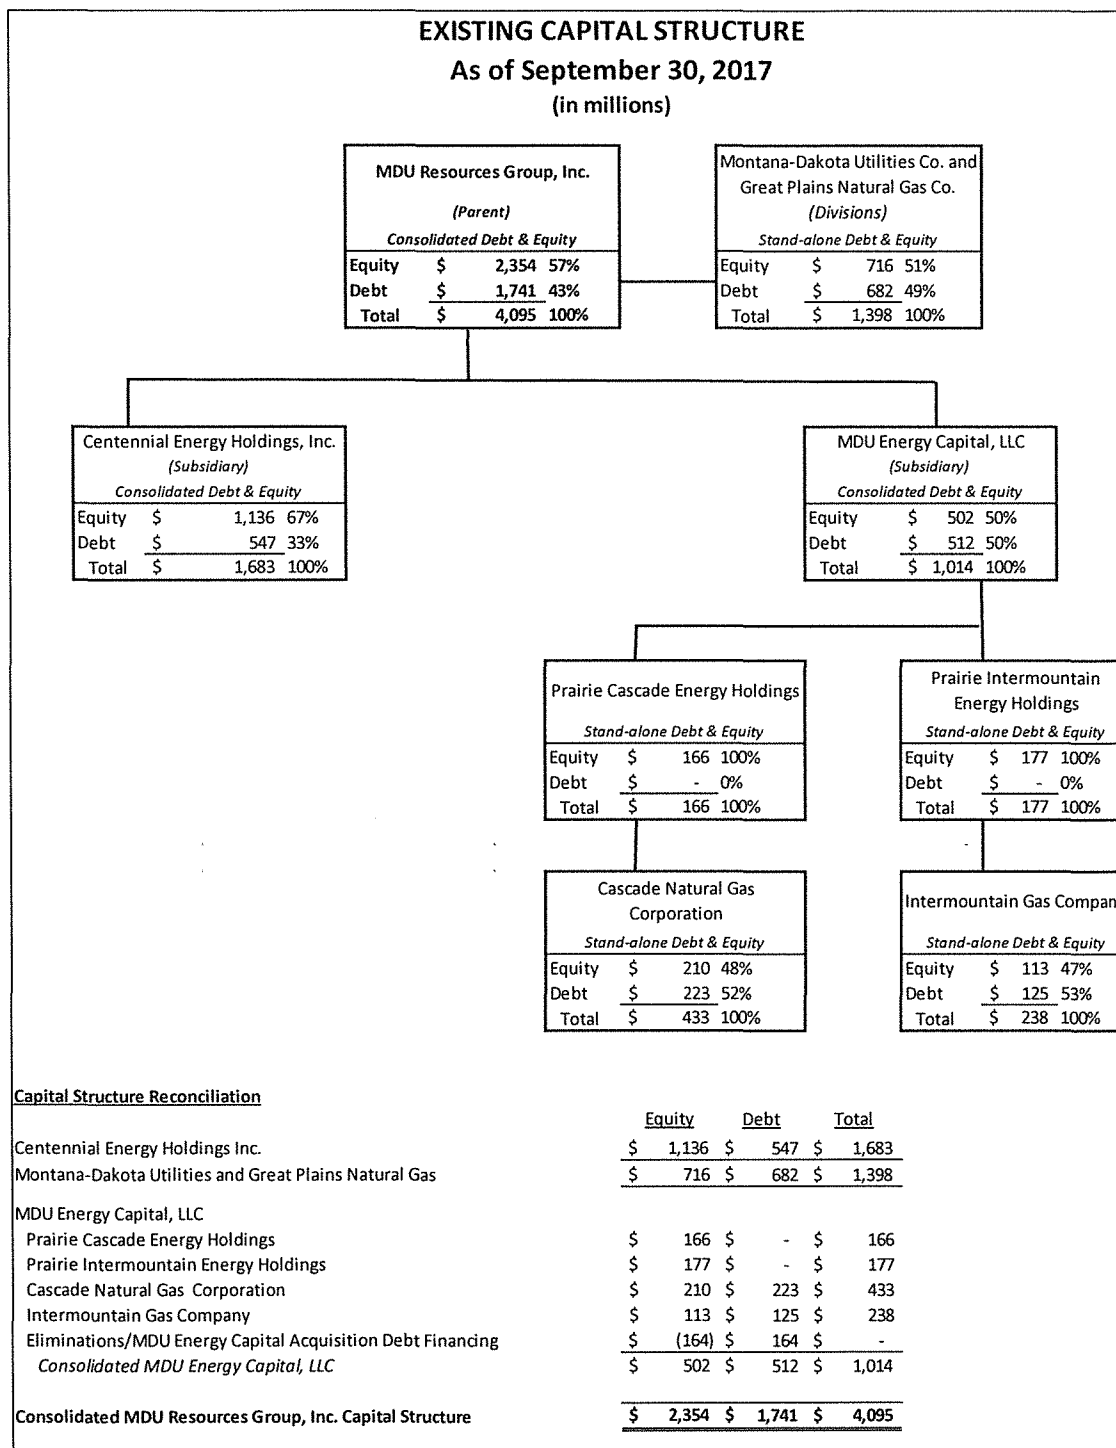 EXISTING CAPITAL STRUCTURE
As of September 30, 2017
(in millions)
MDU Resources Group, Inc.
(Parent)
Consolidated Debt & Equity
Equity $ 2,354 57%
Debt $ 1,741 43%
Total $ 4,095 100%
Montana-Dakota Utilities Co. and
Great Plains Natural Gas Co.
(Divisions)
Stand-alone Debt & Equity
Equity $ 716 51%
Debt $ 682 49%
Total $ 1,398 100%
Centennial Energy Holdings, Inc.
(Subsidiary)
Consolidated Debt & Equity
Equity $ 1,136 67%
Debt $ 547 33%
Total $ 1,683 100%
MDU Energy Capital, LLC
(Subsidiary)
Consolidated Debt & Equity
Equity $ 502 50%
Debt $ 512 50%
Total $ 1,014 100%
Prairie Cascade Energy Holdings
Stand-alone Debt & Equity
Equity $ 166 100%
Debt $ - 0%
Total $ 166 100%
Prairie Intermountain
Energy Holdings
Stand-alone Debt & Equity
Equity $ 177 100%
Debt $ - 0%
Total $ 177 100%
Cascade Natural Gas
Corporation
Stand-alone Debt & Equity
Equity $ 210 48%
Debt $ 223 52%
Total $ 433 100%
Intermountain Gas Compan
Stand-alone Debt & Equity
Equity $ 113 47%
Debt $ 125 53%
Total $ 238 100%
Capital Structure Reconciliation
Equity Debt Total
Centennial Energy Holdings Inc. $ 1,136 $ 547 $ 1,683
Montana-Dakota Utilities and Great Plains Natural Gas $ 716 $ 682 $ 1,398
MDU Energy Capital, LLC
Prairie Cascade Energy Holdings $ 166 $ - $ 166
Prairie Intermountain Energy Holdings $ 177 $ - $ 177
Cascade Natural Gas Corporation $ 210 $ 223 $ 433
Intermountain Gas Company $ 113 $ 125 $ 238
Eliminations/MDU Energy Capital Acquisition Debt Financing $ (164) $ 164 $ -
Consolidated MDU Energy Capital, LLC $ 502 $ 512 $ 1,014
Consolidated MDU Resources Group, Inc. Capital Structure $ 2,354 $ 1,741 $ 4,095